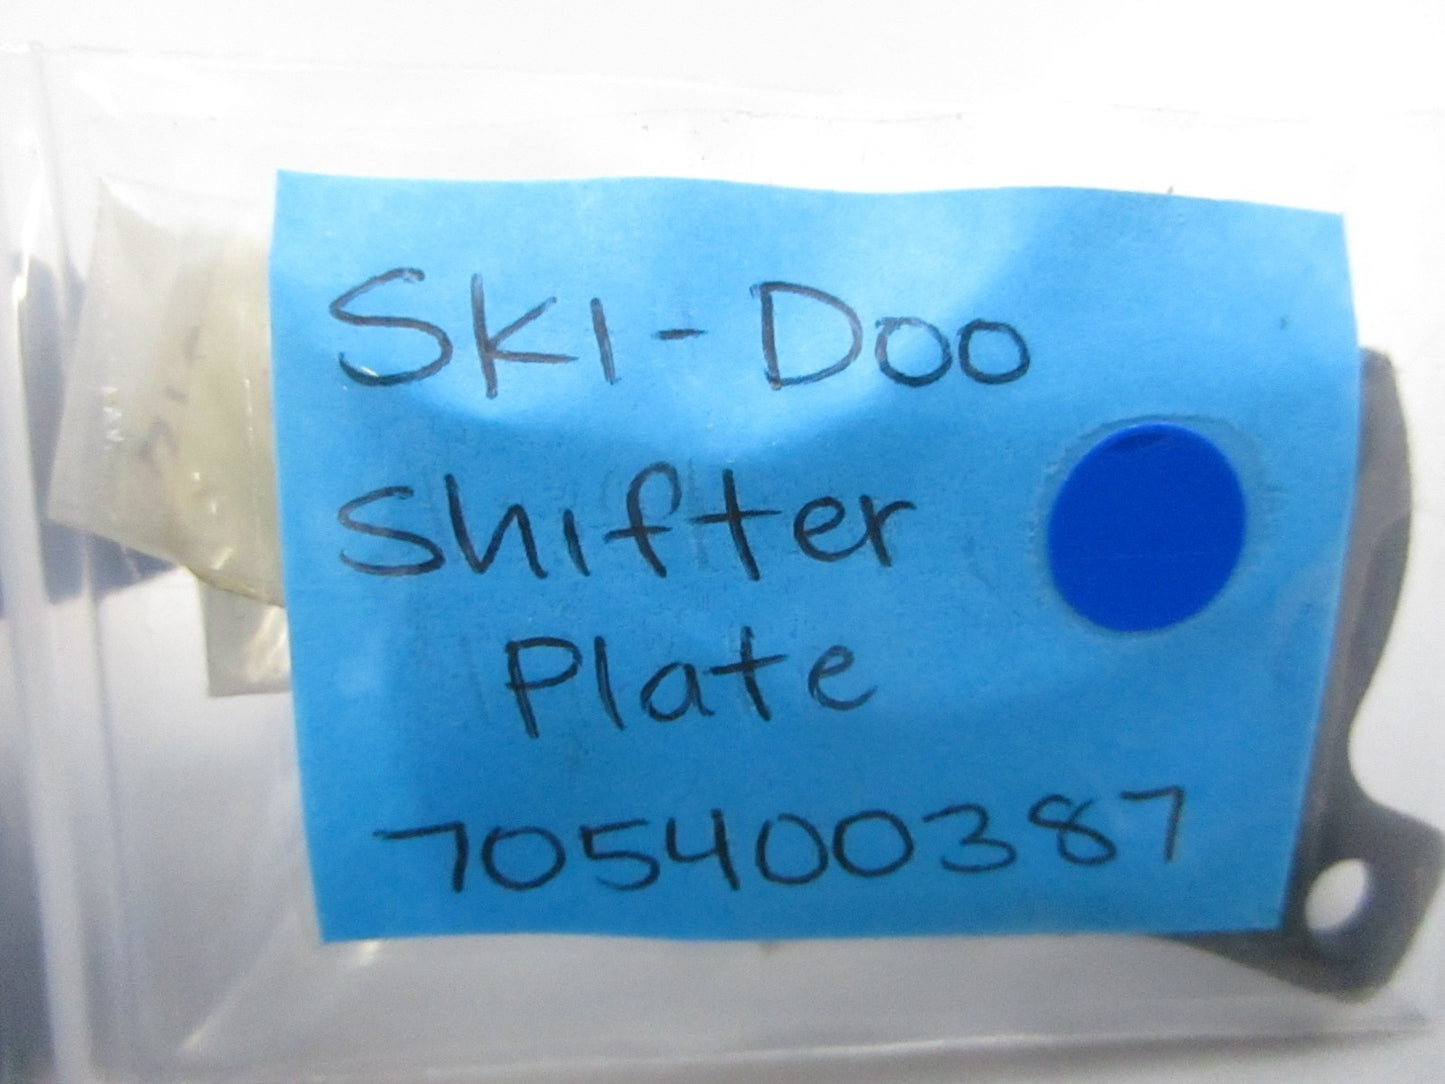 Ski-Doo
Shifter
Plate
705400387